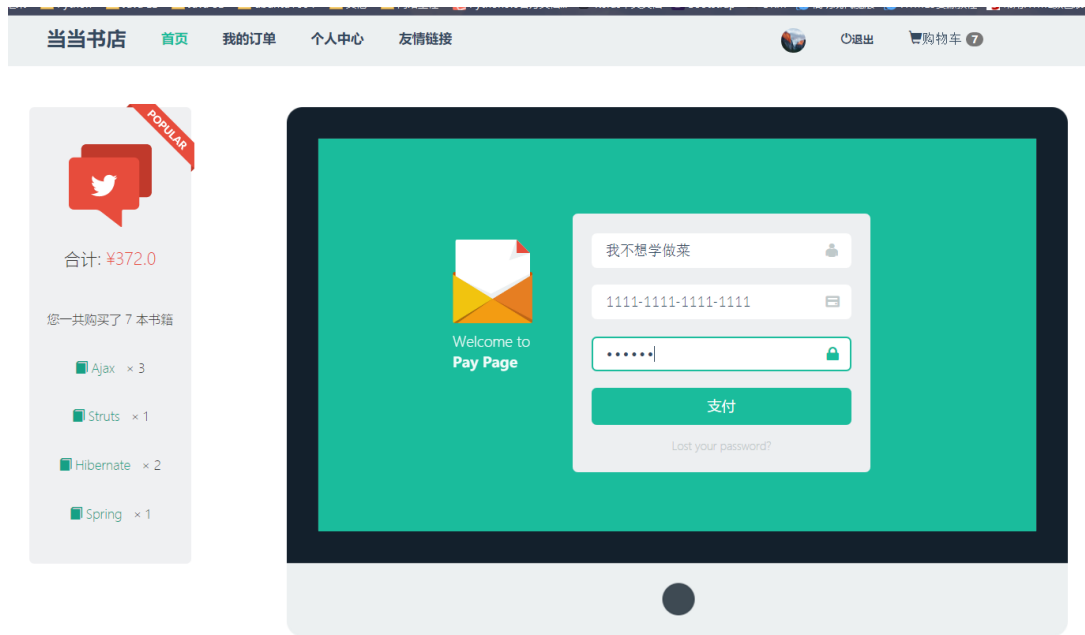 当当书店 首页 我的订单 个人中心 友情链接 退出 购物车 7
POPULAR
合计: ¥372.0
您一共购买了 7 本书籍
Ajax × 3
Struts × 1
Hibernate × 2
Spring × 1
Welcome to
Pay Page
我不想学做菜
1111-1111-1111-1111
••••••
支付
Lost your password?